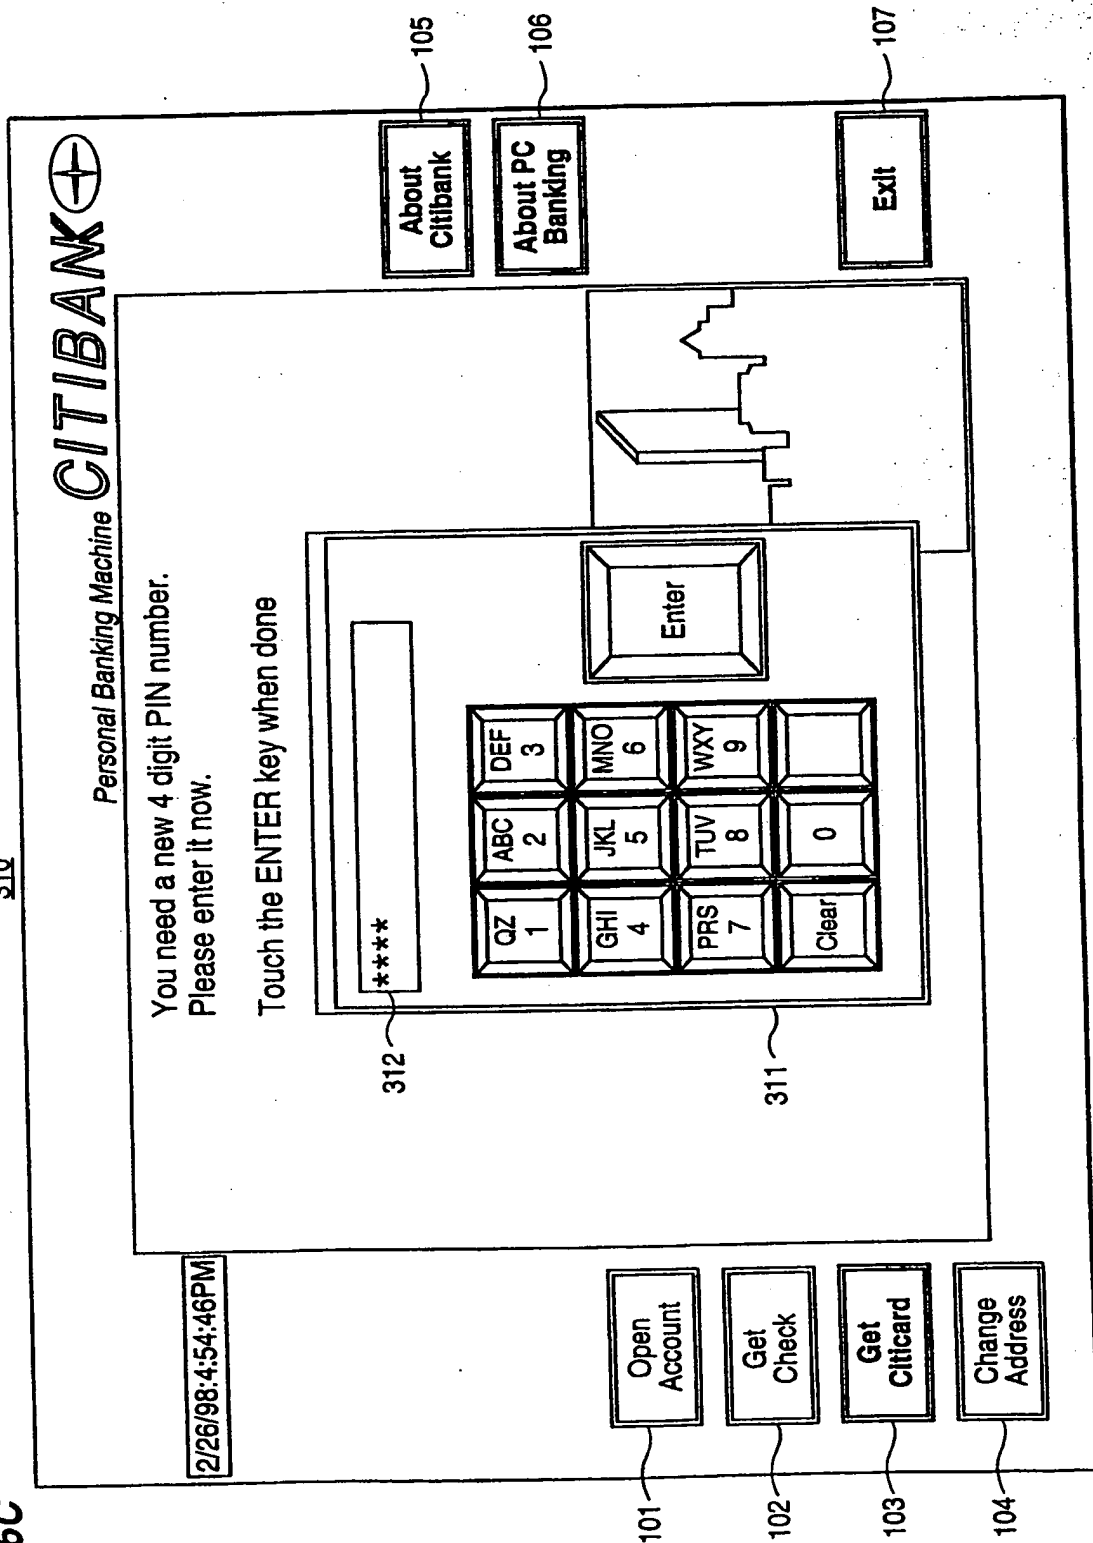 310
Personal Banking Machine CITIBANK
2/26/98:4:54:46PM
You need a new 4 digit PIN number.
Please enter it now.
Touch the ENTER key when done
312
****
QZ
1
ABC
2
DEF
3
GHI
4
JKL
5
MNO
6
PRS
7
TUV
8
WXY
9
Clear
0
Enter
311
101
Open
Account
102
Get
Check
103
Get
Citicard
104
Change
Address
About
Citibank
105
About PC
Banking
106
Exit
107